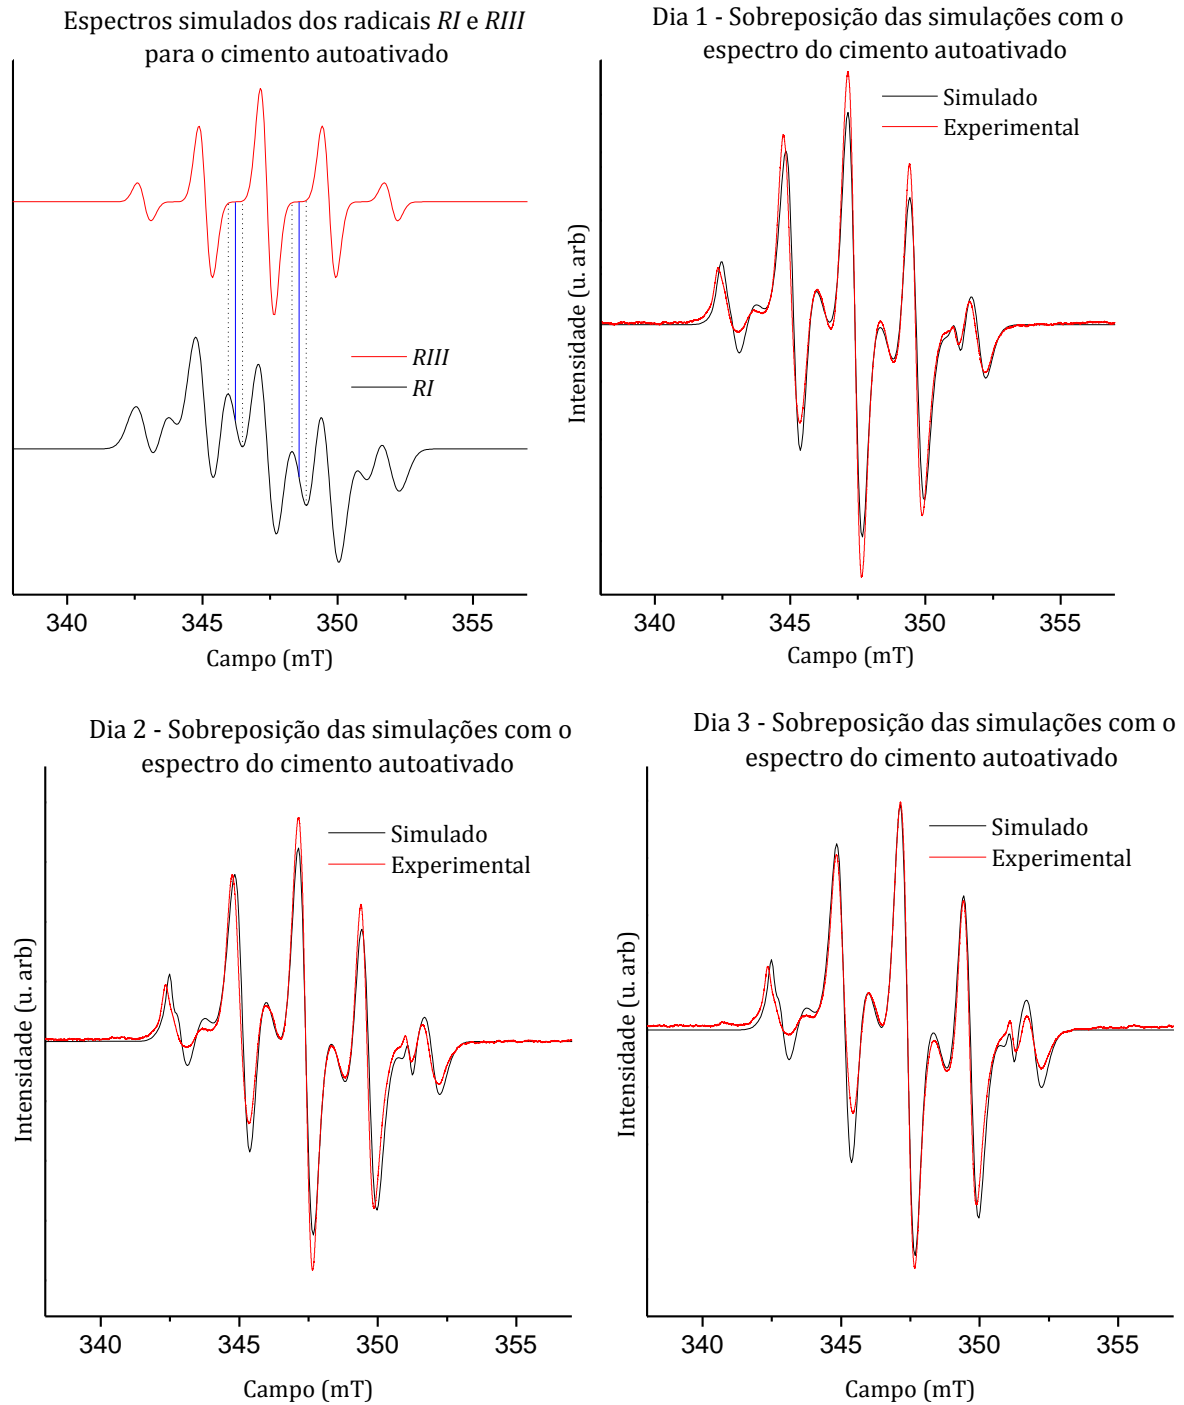 Espectros simulados dos radicais RI e RIII
para o cimento autoativado
RIII
RI
340 345 350 355
Campo (mT)
Dia 1 - Sobreposição das simulações com o
espectro do cimento autoativado
Simulado
Experimental
Intensidade (u. arb)
340 345 350 355
Campo (mT)
Dia 2 - Sobreposição das simulações com o
espectro do cimento autoativado
Simulado
Experimental
Intensidade (u. arb)
340 345 350 355
Campo (mT)
Dia 3 - Sobreposição das simulações com o
espectro do cimento autoativado
Simulado
Experimental
Intensidade (u. arb)
340 345 350 355
Campo (mT)